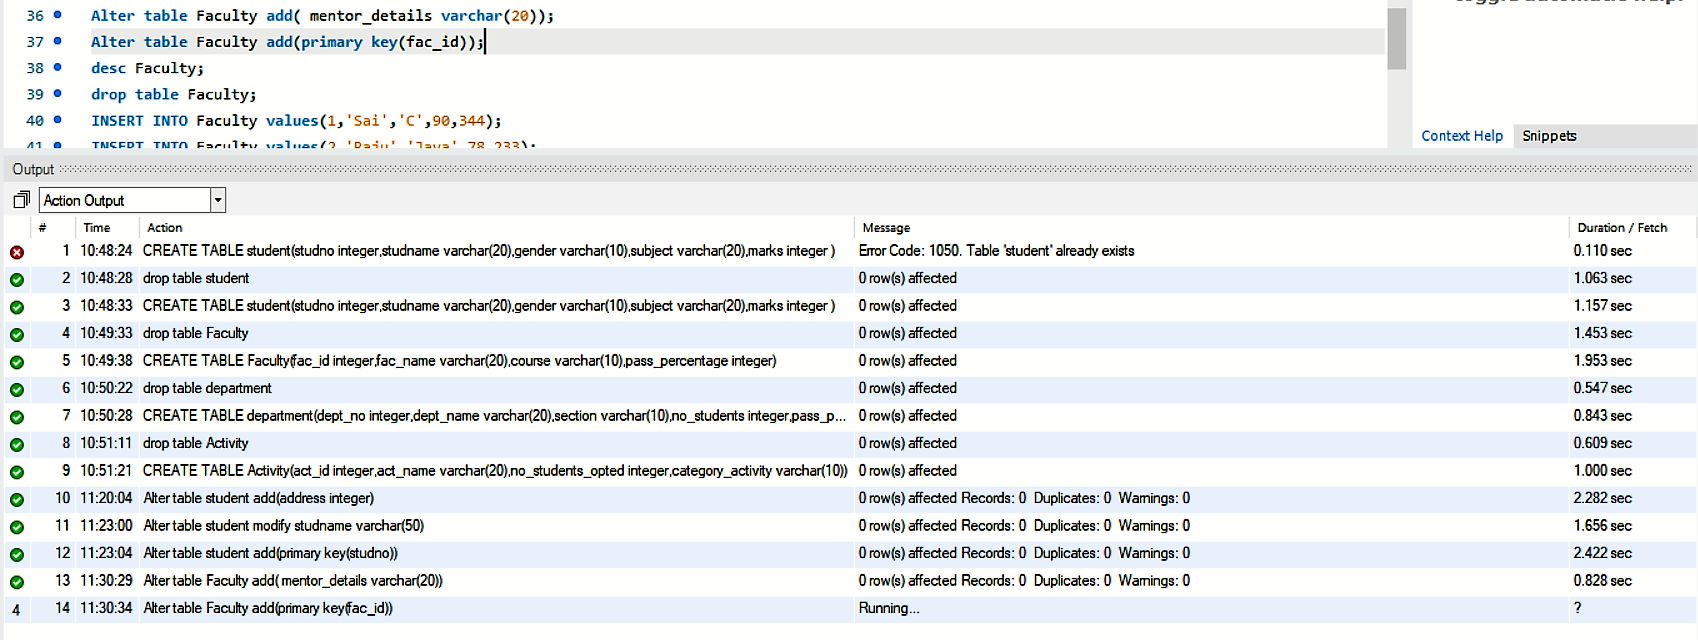 36 Alter table Faculty add( mentor_details varchar(20));
37 Alter table Faculty add(primary key(fac_id));
38 desc Faculty;
39 drop table Faculty;
40 INSERT INTO Faculty values(1,'Sai','C',90,344);
41 INSERT INTO Faculty values(2,'Raju','Java',78,233);
Context Help Snippets
Output
Action Output
# Time Action Message Duration / Fetch
1 10:48:24 CREATE TABLE student(studno integer,studname varchar(20),gender varchar(10),subject varchar(20),marks integer ) Error Code: 1050. Table 'student' already exists 0.110 sec
2 10:48:28 drop table student 0 row(s) affected 1.063 sec
3 10:48:33 CREATE TABLE student(studno integer,studname varchar(20),gender varchar(10),subject varchar(20),marks integer ) 0 row(s) affected 1.157 sec
4 10:49:33 drop table Faculty 0 row(s) affected 1.453 sec
5 10:49:38 CREATE TABLE Faculty(fac_id integer,fac_name varchar(20),course varchar(10),pass_percentage integer) 0 row(s) affected 1.953 sec
6 10:50:22 drop table department 0 row(s) affected 0.547 sec
7 10:50:28 CREATE TABLE department(dept_no integer,dept_name varchar(20),section varchar(10),no_students integer,pass_p... 0 row(s) affected 0.843 sec
8 10:51:11 drop table Activity 0 row(s) affected 0.609 sec
9 10:51:21 CREATE TABLE Activity(act_id integer,act_name varchar(20),no_students_opted integer,category_activity varchar(10)) 0 row(s) affected 1.000 sec
10 11:20:04 Alter table student add(address integer) 0 row(s) affected Records: 0 Duplicates: 0 Warnings: 0 2.282 sec
11 11:23:00 Alter table student modify studname varchar(50) 0 row(s) affected Records: 0 Duplicates: 0 Warnings: 0 1.656 sec
12 11:23:04 Alter table student add(primary key(studno)) 0 row(s) affected Records: 0 Duplicates: 0 Warnings: 0 2.422 sec
13 11:30:29 Alter table Faculty add( mentor_details varchar(20)) 0 row(s) affected Records: 0 Duplicates: 0 Warnings: 0 0.828 sec
4 14 11:30:34 Alter table Faculty add(primary key(fac_id)) Running... ?